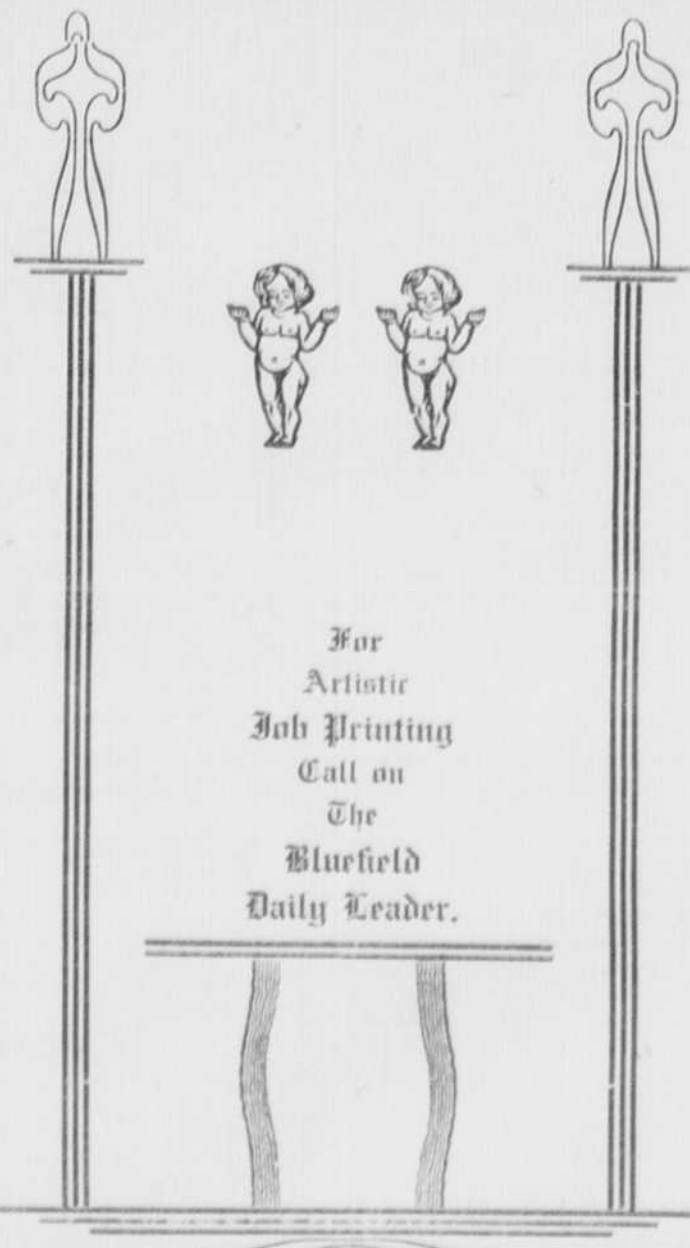 For
Artistic
Job Printing
Call on
The
Bluefield
Daily Leader.